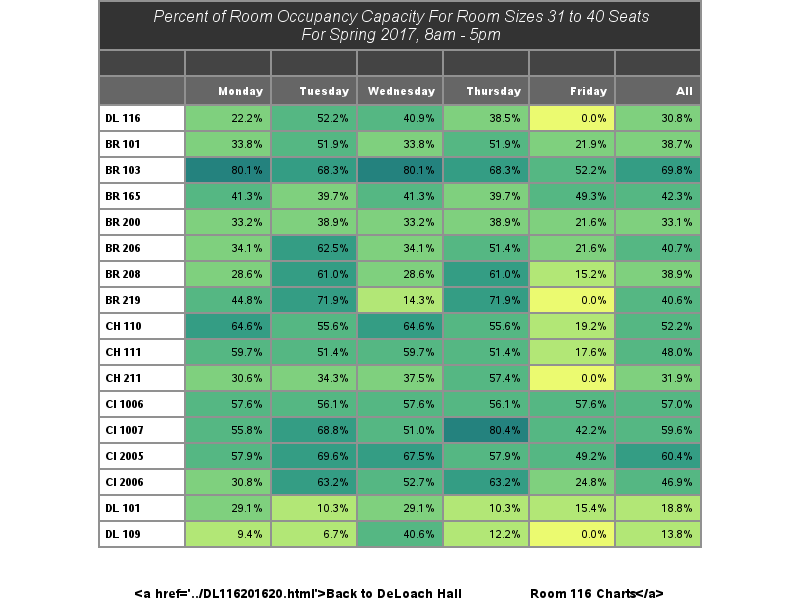 Percent of Room Occupancy Capacity For Room Sizes 31 to 40 Seats
For Spring 2017, 8am - 5pm
Monday Tuesday Wednesday Thursday Friday All
DL 116 22.2% 52.2% 40.9% 38.5% 0.0% 30.8%
BR 101 33.8% 51.9% 33.8% 51.9% 21.9% 38.7%
BR 103 80.1% 68.3% 80.1% 68.3% 52.2% 69.8%
BR 165 41.3% 39.7% 41.3% 39.7% 49.3% 42.3%
BR 200 33.2% 38.9% 33.2% 38.9% 21.6% 33.1%
BR 206 34.1% 62.5% 34.1% 51.4% 21.6% 40.7%
BR 208 28.6% 61.0% 28.6% 61.0% 15.2% 38.9%
BR 219 44.8% 71.9% 14.3% 71.9% 0.0% 40.6%
CH 110 64.6% 55.6% 64.6% 55.6% 19.2% 52.2%
CH 111 59.7% 51.4% 59.7% 51.4% 17.6% 48.0%
CH 211 30.6% 34.3% 37.5% 57.4% 0.0% 31.9%
CI 1006 57.6% 56.1% 57.6% 56.1% 57.6% 57.0%
CI 1007 55.8% 68.8% 51.0% 80.4% 42.2% 59.6%
CI 2005 57.9% 69.6% 67.5% 57.9% 49.2% 60.4%
CI 2006 30.8% 63.2% 52.7% 63.2% 24.8% 46.9%
DL 101 29.1% 10.3% 29.1% 10.3% 15.4% 18.8%
DL 109 9.4% 6.7% 40.6% 12.2% 0.0% 13.8%
<a href='../DL116201620.html'>Back to DeLoach Hall Room 116 Charts</a>